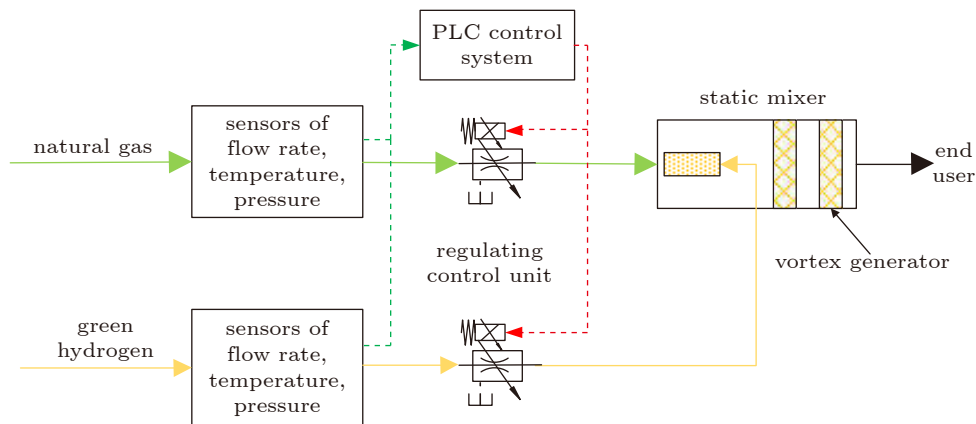 PLC control
system
static mixer
natural gas
sensors of
flow rate,
temperature,
pressure
end
user
regulating
control unit
vortex generator
green
hydrogen
sensors of
flow rate,
temperature,
pressure